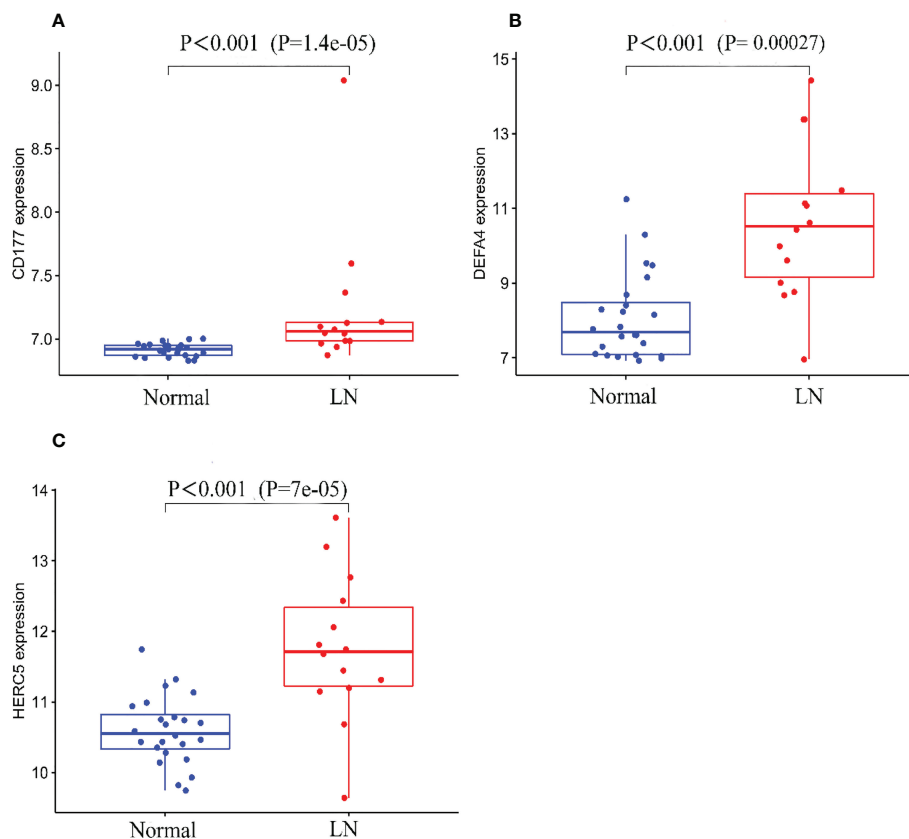 A
P<0.001 (P=1.4e-05)
CD177 expression
9.0
8.5
8.0
7.5
7.0
Normal LN
B
P<0.001 (P= 0.00027)
DEFA4 expression
15
13
11
9
7
Normal LN
C
P<0.001 (P=7e-05)
HERC5 expression
14
13
12
11
10
Normal LN